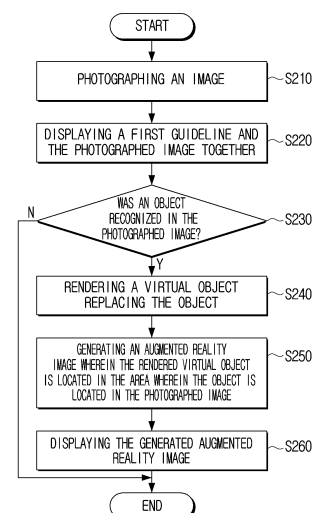 START
PHOTOGRAPHING AN IMAGE
S210
DISPLAYING A FIRST GUIDELINE AND
THE PHOTOGRAPHED IMAGE TOGETHER
S220
WAS AN OBJECT
RECOGNIZED IN THE
PHOTOGRAPHED IMAGE?
S230
N
Y
RENDERING A VIRTUAL OBJECT
REPLACING THE OBJECT
S240
GENERATING AN AUGMENTED REALITY
IMAGE WHEREIN THE RENDERED VIRTUAL OBJECT
IS LOCATED IN THE AREA WHEREIN THE OBJECT IS
LOCATED IN THE PHOTOGRAPHED IMAGE
S250
DISPLAYING THE GENERATED AUGMENTED
REALITY IMAGE
S260
END